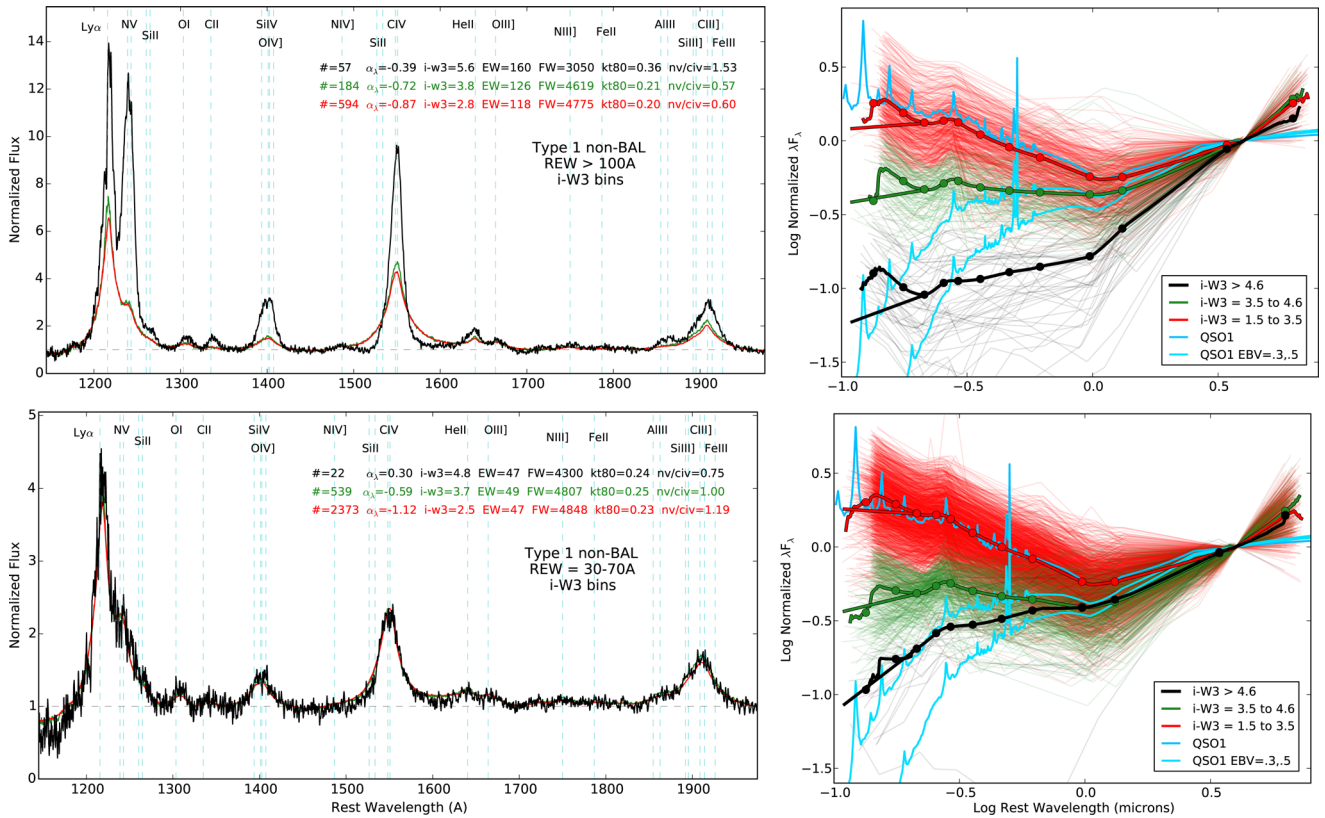 Lyα NV SiII OI CII SiIV OIV] NIV] SiII CIV HeII OIII] NIII] FeII AlIII SiIII] CIII] FeIII
#=57 αλ=-0.39 i-w3=5.6 EW=160 FW=3050 kt80=0.36 nv/civ=1.53
#=184 αλ=-0.72 i-w3=3.8 EW=126 FW=4619 kt80=0.21 nv/civ=0.57
#=594 αλ=-0.87 i-w3=2.8 EW=118 FW=4775 kt80=0.20 nv/civ=0.60
Type 1 non-BAL
REW > 100A
i-W3 bins
Normalized Flux
14
12
10
8
6
4
2
0
1200 1300 1400 1500 1600 1700 1800 1900
Log Normalized λFλ
0.5
0.0
−0.5
−1.0
−1.5
i-W3 > 4.6
i-W3 = 3.5 to 4.6
i-W3 = 1.5 to 3.5
QSO1
QSO1 EBV=.3,.5
−1.0 −0.5 0.0 0.5
Lyα NV SiII OI CII SiIV OIV] NIV] SiII CIV HeII OIII] NIII] FeII AlIII SiIII] CIII] FeIII
#=22 αλ=0.30 i-w3=4.8 EW=47 FW=4300 kt80=0.24 nv/civ=0.75
#=539 αλ=-0.59 i-w3=3.7 EW=49 FW=4807 kt80=0.25 nv/civ=1.00
#=2373 αλ=-1.12 i-w3=2.5 EW=47 FW=4848 kt80=0.23 nv/civ=1.19
Type 1 non-BAL
REW = 30-70A
i-W3 bins
Normalized Flux
5
4
3
2
1
0
1200 1300 1400 1500 1600 1700 1800 1900
Rest Wavelength (A)
Log Normalized λFλ
0.5
0.0
−0.5
−1.0
−1.5
i-W3 > 4.6
i-W3 = 3.5 to 4.6
i-W3 = 1.5 to 3.5
QSO1
QSO1 EBV=.3,.5
−1.0 −0.5 0.0 0.5
Log Rest Wavelength (microns)